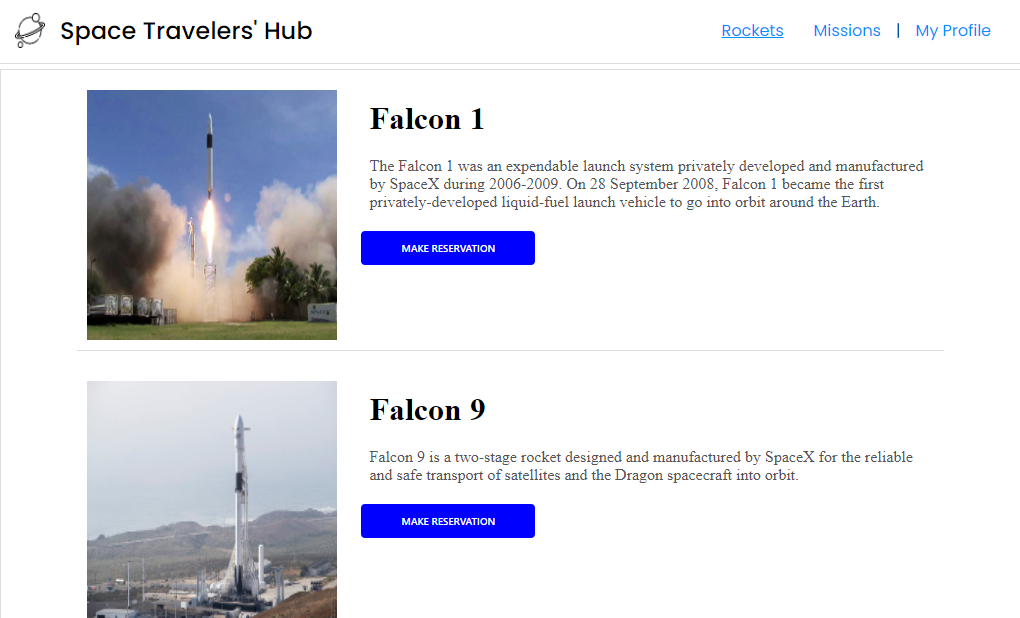 Space Travelers' Hub
Rockets Missions | My Profile
Falcon 1
The Falcon 1 was an expendable launch system privately developed and manufactured
by SpaceX during 2006-2009. On 28 September 2008, Falcon 1 became the first
privately-developed liquid-fuel launch vehicle to go into orbit around the Earth.
MAKE RESERVATION
Falcon 9
Falcon 9 is a two-stage rocket designed and manufactured by SpaceX for the reliable
and safe transport of satellites and the Dragon spacecraft into orbit.
MAKE RESERVATION